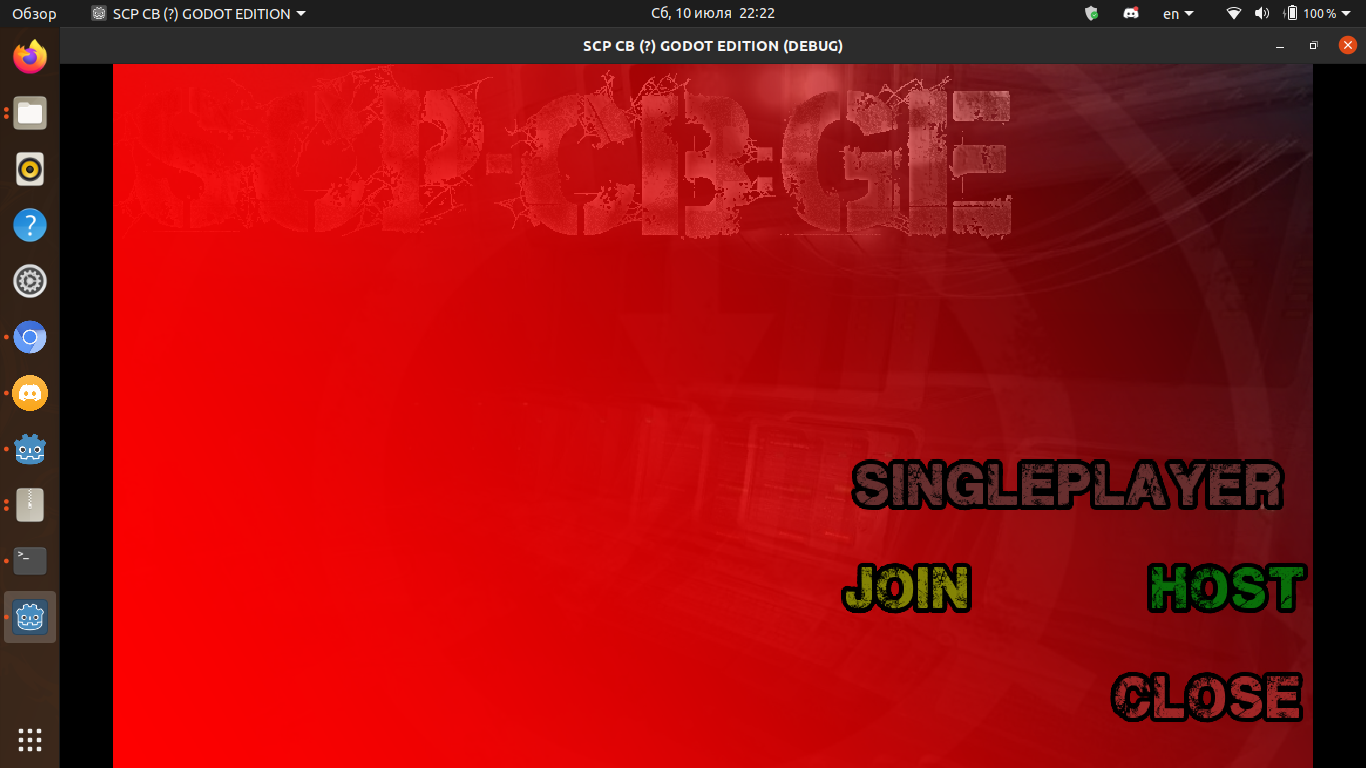 Обзор SCP CB (?) GODOT EDITION Сб, 10 июля 22:22 en 100 %
SCP CB (?) GODOT EDITION (DEBUG)
SCP-CB:GE
SINGLEPLAYER
JOIN HOST
CLOSE